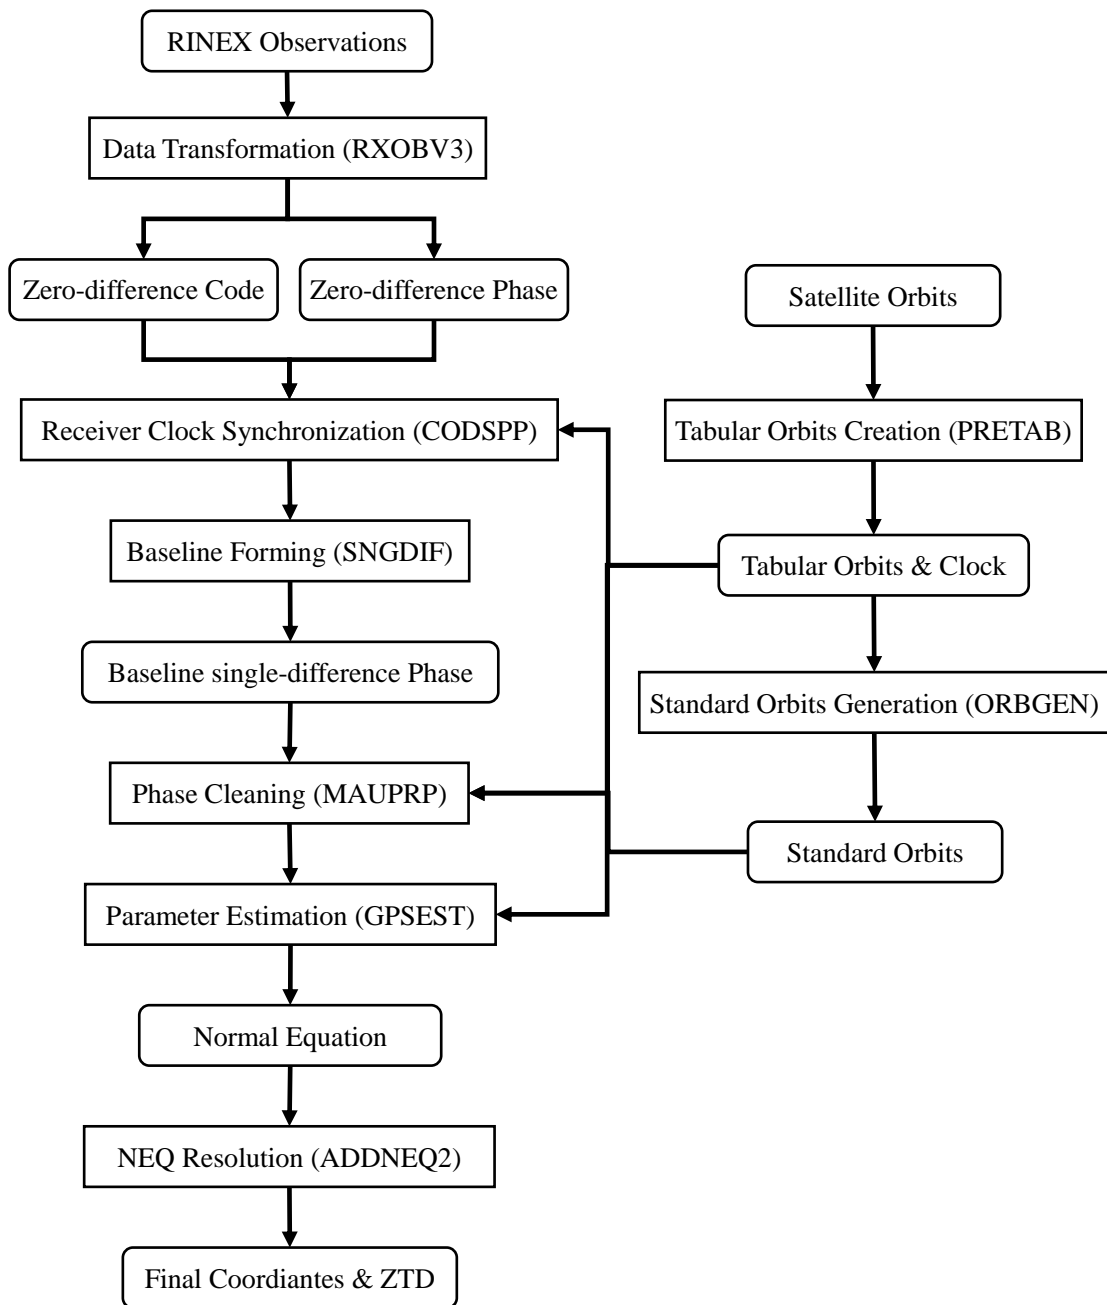 RINEX Observations
Data Transformation (RXOBV3)
Zero-difference Code
Zero-difference Phase
Satellite Orbits
Receiver Clock Synchronization (CODSPP)
Tabular Orbits Creation (PRETAB)
Baseline Forming (SNGDIF)
Tabular Orbits & Clock
Baseline single-difference Phase
Standard Orbits Generation (ORBGEN)
Phase Cleaning (MAUPRP)
Standard Orbits
Parameter Estimation (GPSEST)
Normal Equation
NEQ Resolution (ADDNEQ2)
Final Coordiantes & ZTD